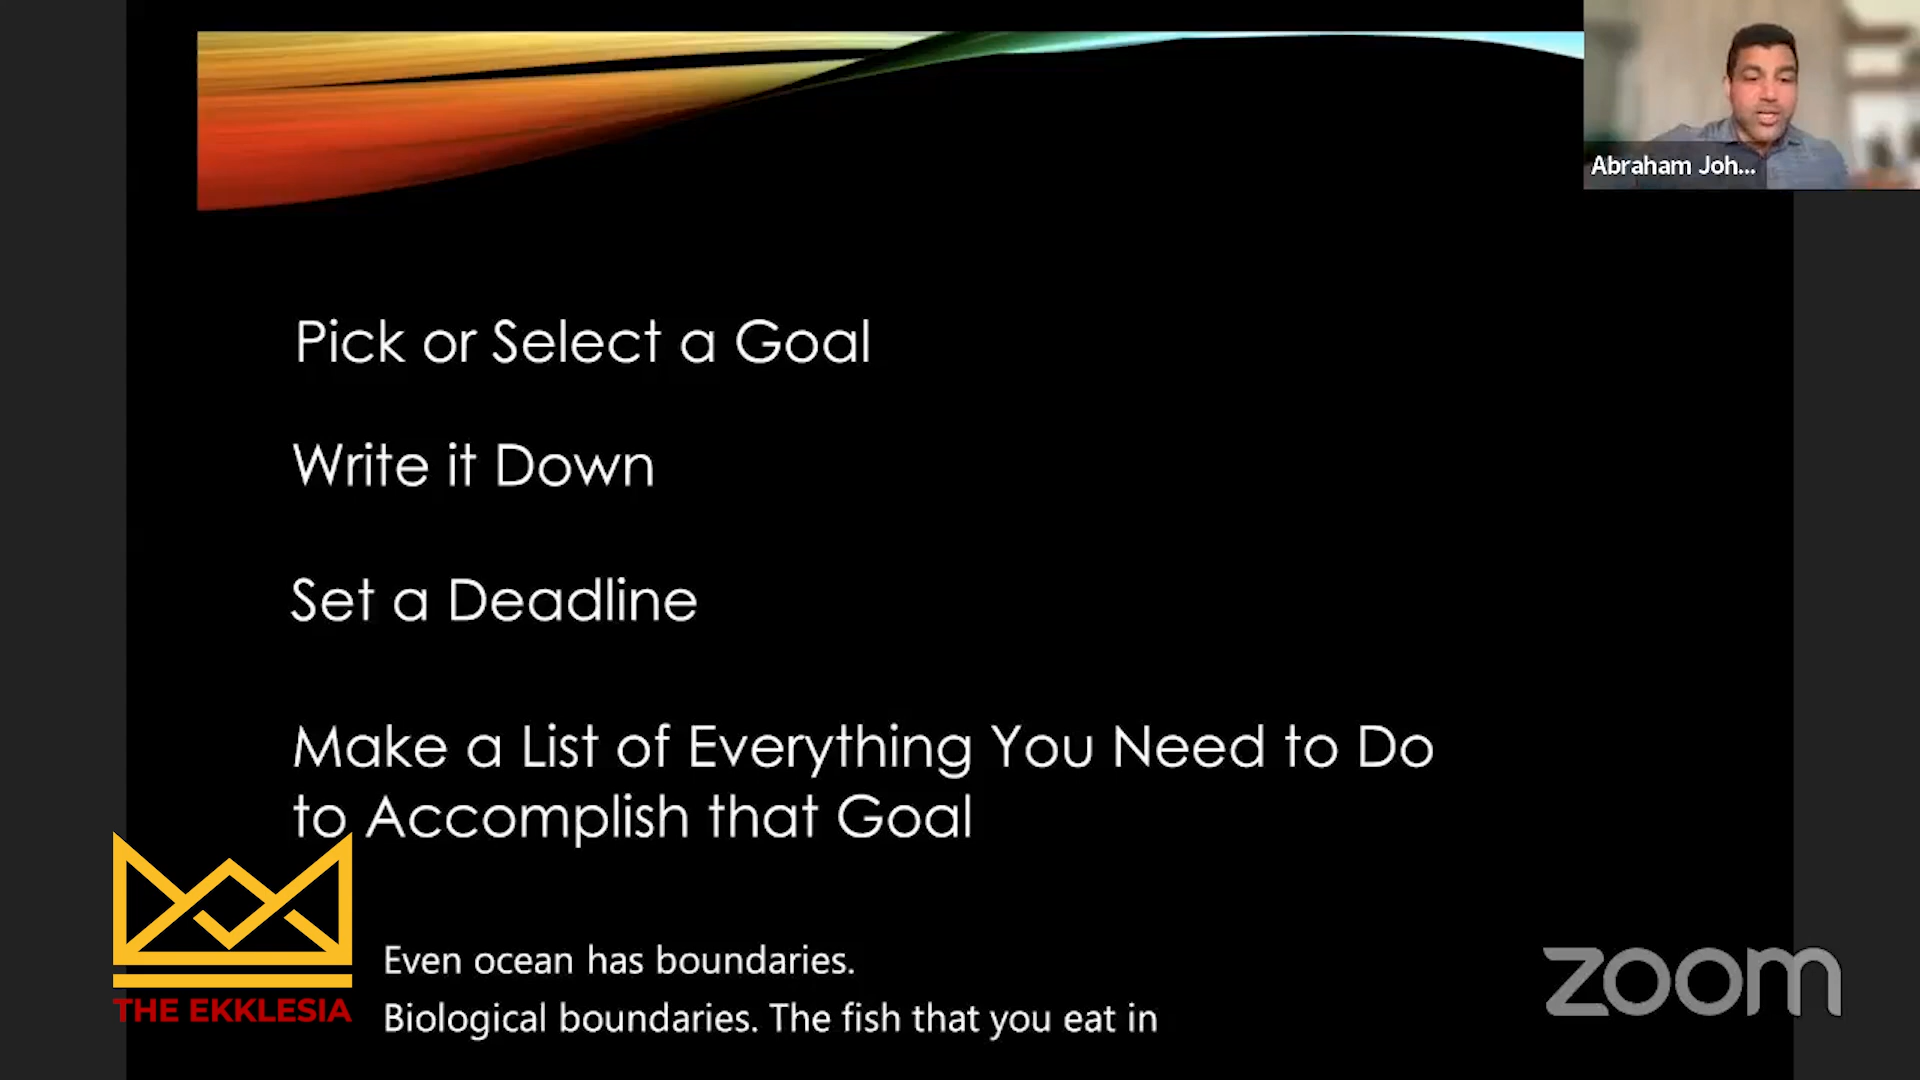 Abraham Joh...
Pick or Select a Goal
Write it Down
Set a Deadline
Make a List of Everything You Need to Do
to Accomplish that Goal
THE EKKLESIA
Even ocean has boundaries.
Biological boundaries. The fish that you eat in
zoom